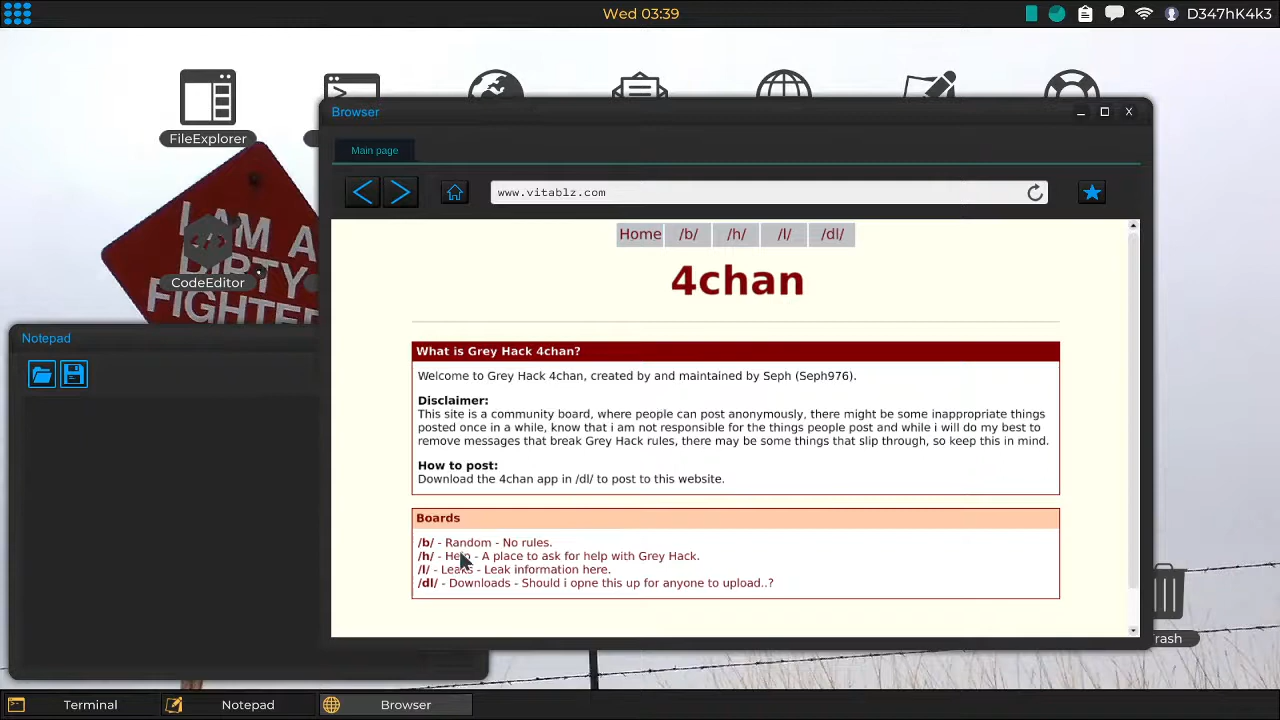 Wed 03:39
D347hK4k3
FileExplorer
I AM A
DIRTY
FIGHTE
CodeEditor
Browser
Main page
www.vitablz.com
Home /b/ /h/ /l/ /dl/
4chan
What is Grey Hack 4chan?
Welcome to Grey Hack 4chan, created by and maintained by Seph (Seph976).
Disclaimer:
This site is a community board, where people can post anonymously, there might be some inappropriate things
posted once in a while, know that i am not responsible for the things people post and while i will do my best to
remove messages that break Grey Hack rules, there may be some things that slip through, so keep this in mind.
How to post:
Download the 4chan app in /dl/ to post to this website.
Boards
/b/ - Random - No rules.
/h/ - Help - A place to ask for help with Grey Hack.
/l/ - Leaks - Leak information here.
/dl/ - Downloads - Should i opne this up for anyone to upload..?
Notepad
rash
Terminal
Notepad
Browser